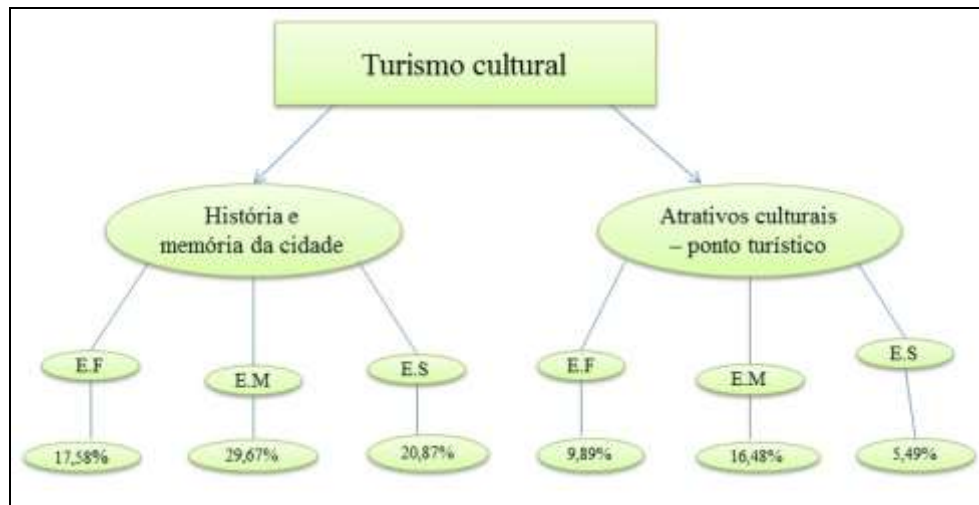 Turismo cultural
História e
memória da cidade
Atrativos culturais
– ponto turístico
E.F
E.M
E.S
E.F
E.M
E.S
17,58%
29,67%
20,87%
9,89%
16,48%
5,49%